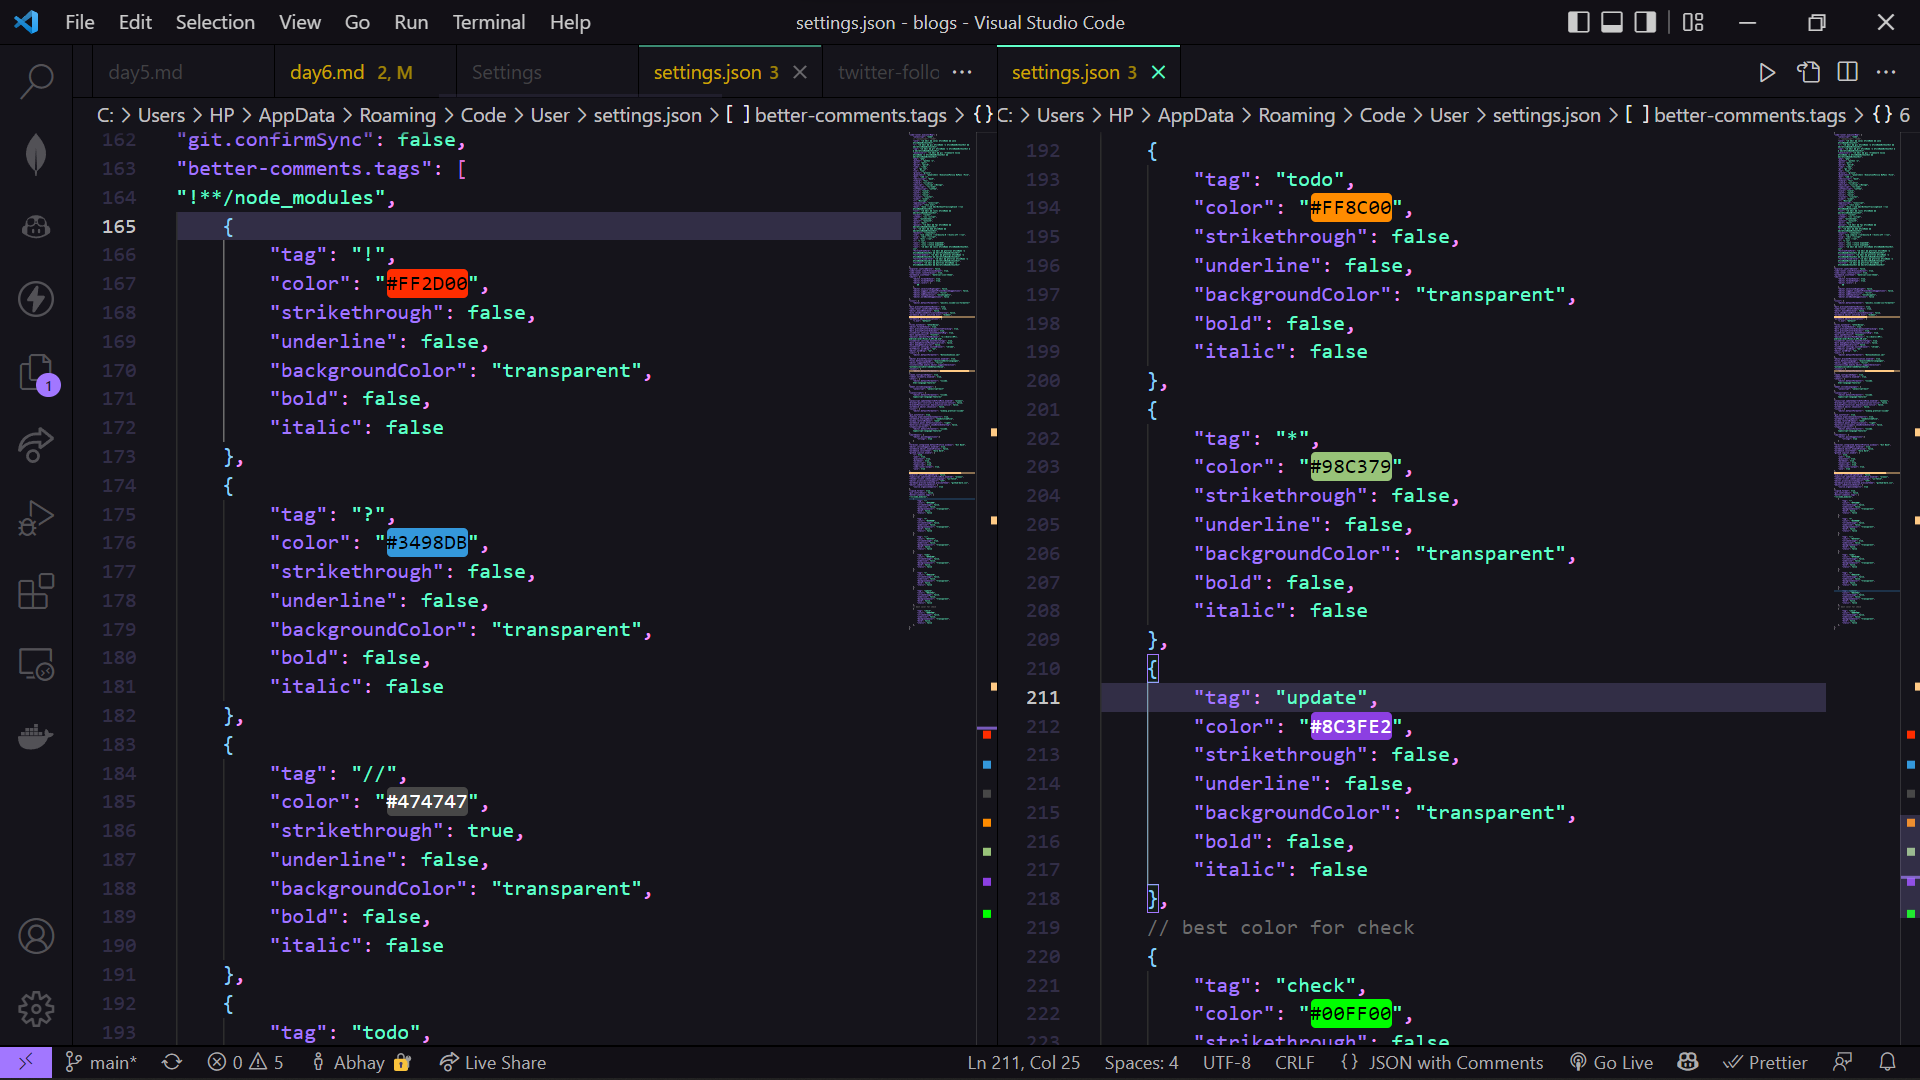 File Edit Selection View Go Run Terminal Help
settings.json - blogs - Visual Studio Code
day5.md
day6.md 2, M
Settings
settings.json 3
twitter-follo ···
settings.json 3
C: > Users > HP > AppData > Roaming > Code > User > settings.json > [ ] better-comments.tags > {}
162 "git.confirmSync": false,
163 "better-comments.tags": [
164 "!**/node_modules",
165 {
166 "tag": "!",
167 "color": "#FF2D00",
168 "strikethrough": false,
169 "underline": false,
170 "backgroundColor": "transparent",
171 "bold": false,
172 "italic": false
173 },
174 {
175 "tag": "?",
176 "color": "#3498DB",
177 "strikethrough": false,
178 "underline": false,
179 "backgroundColor": "transparent",
180 "bold": false,
181 "italic": false
182 },
183 {
184 "tag": "//",
185 "color": "#474747",
186 "strikethrough": true,
187 "underline": false,
188 "backgroundColor": "transparent",
189 "bold": false,
190 "italic": false
191 },
192 {
193 "tag": "todo",
C: > Users > HP > AppData > Roaming > Code > User > settings.json > [ ] better-comments.tags > {} 6
192 {
193 "tag": "todo",
194 "color": "#FF8C00",
195 "strikethrough": false,
196 "underline": false,
197 "backgroundColor": "transparent",
198 "bold": false,
199 "italic": false
200 },
201 {
202 "tag": "*",
203 "color": "#98C379",
204 "strikethrough": false,
205 "underline": false,
206 "backgroundColor": "transparent",
207 "bold": false,
208 "italic": false
209 },
210 {
211 "tag": "update",
212 "color": "#8C3FE2",
213 "strikethrough": false,
214 "underline": false,
215 "backgroundColor": "transparent",
216 "bold": false,
217 "italic": false
218 },
219 // best color for check
220 {
221 "tag": "check",
222 "color": "#00FF00",
223 "strikethrough": false
1
main* 0 5 Abhay Live Share
Ln 211, Col 25 Spaces: 4 UTF-8 CRLF {} JSON with Comments Go Live Prettier